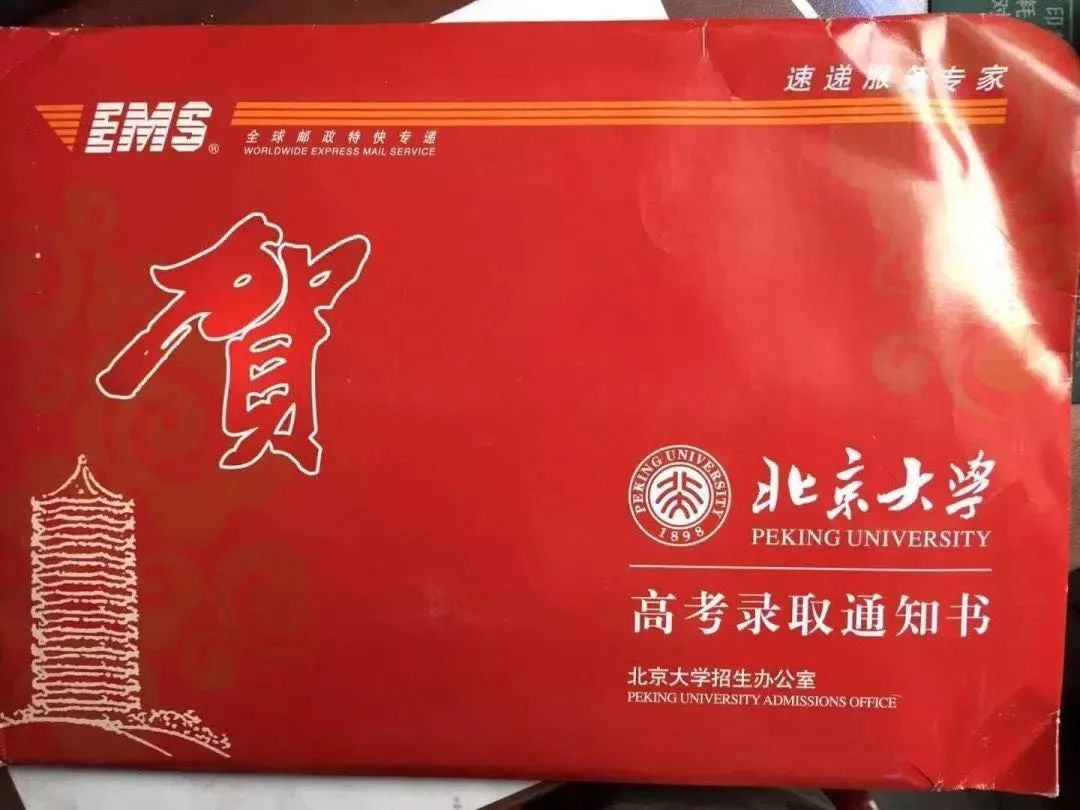 速递服务专家
EMS®
全球邮政特快专递
WORLDWIDE EXPRESS MAIL SERVICE
贺
PEKING UNIVERSITY
1898
北京大学
PEKING UNIVERSITY
高考录取通知书
北京大学招生办公室
PEKING UNIVERSITY ADMISSIONS OFFICE